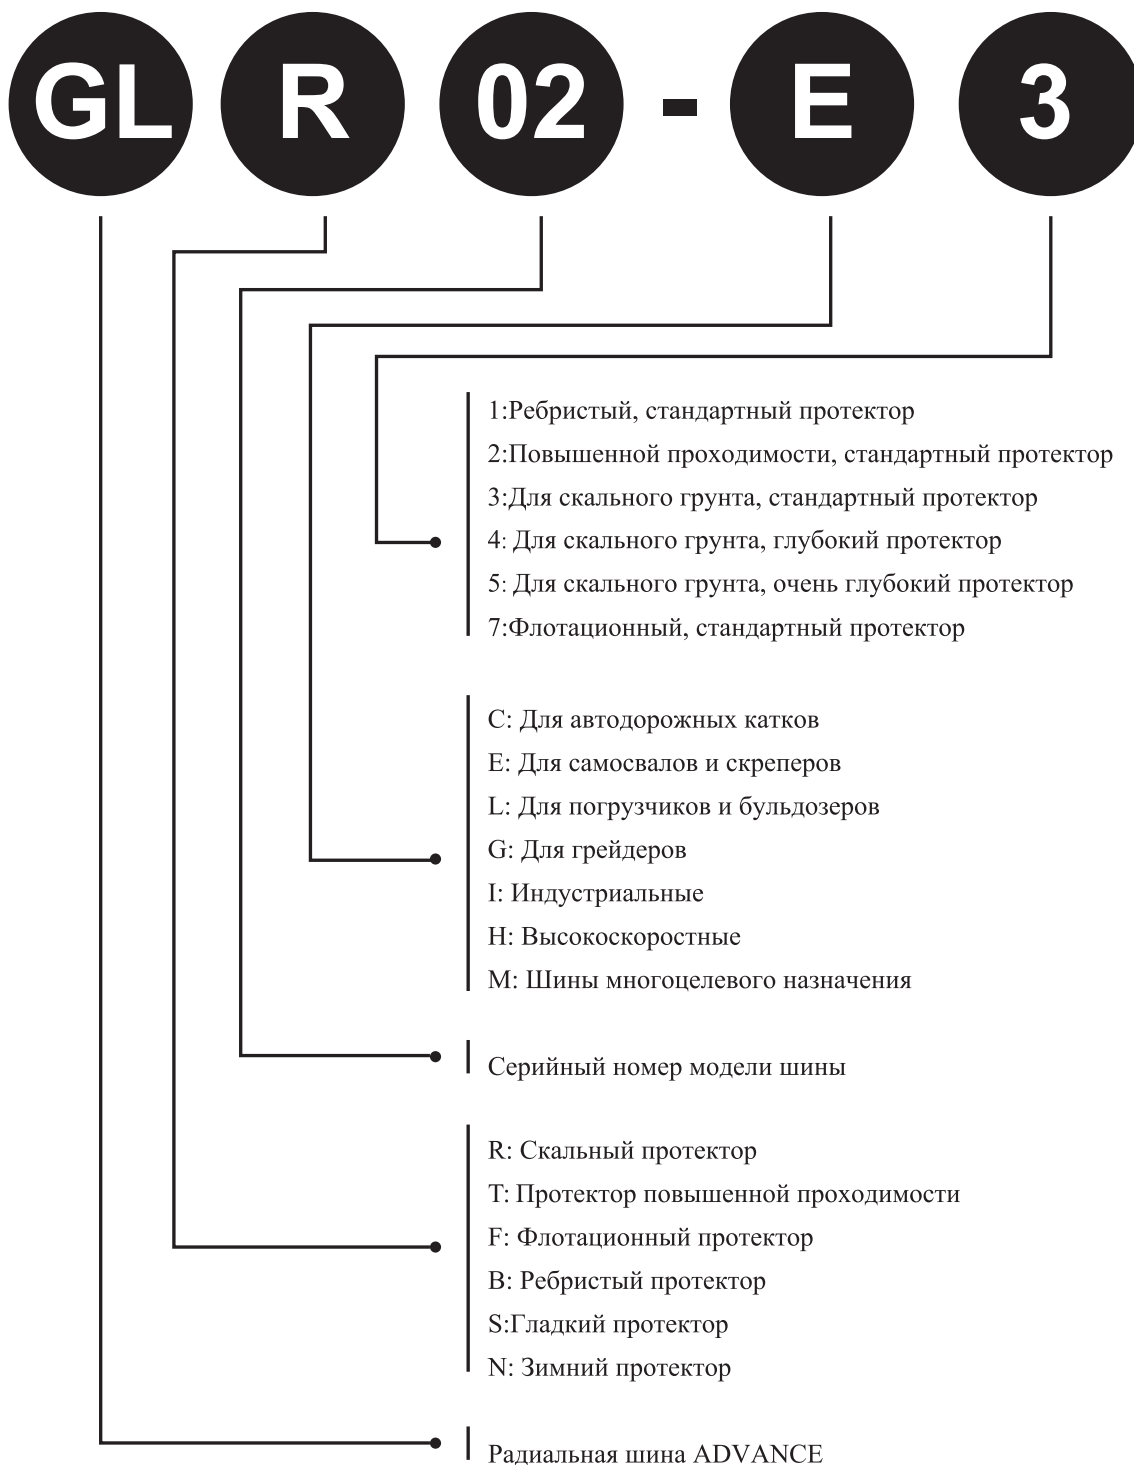 GL R 02 - E 3
1:Ребристый, стандартный протектор
2:Повышенной проходимости, стандартный протектор
3:Для скального грунта, стандартный протектор
4: Для скального грунта, глубокий протектор
5: Для скального грунта, очень глубокий протектор
7:Флотационный, стандартный протектор
C: Для автодорожных катков
E: Для самосвалов и скреперов
L: Для погрузчиков и бульдозеров
G: Для грейдеров
I: Индустриальные
H: Высокоскоростные
M: Шины многоцелевого назначения
Серийный номер модели шины
R: Скальный протектор
T: Протектор повышенной проходимости
F: Флотационный протектор
B: Ребристый протектор
S:Гладкий протектор
N: Зимний протектор
Радиальная шина ADVANCE